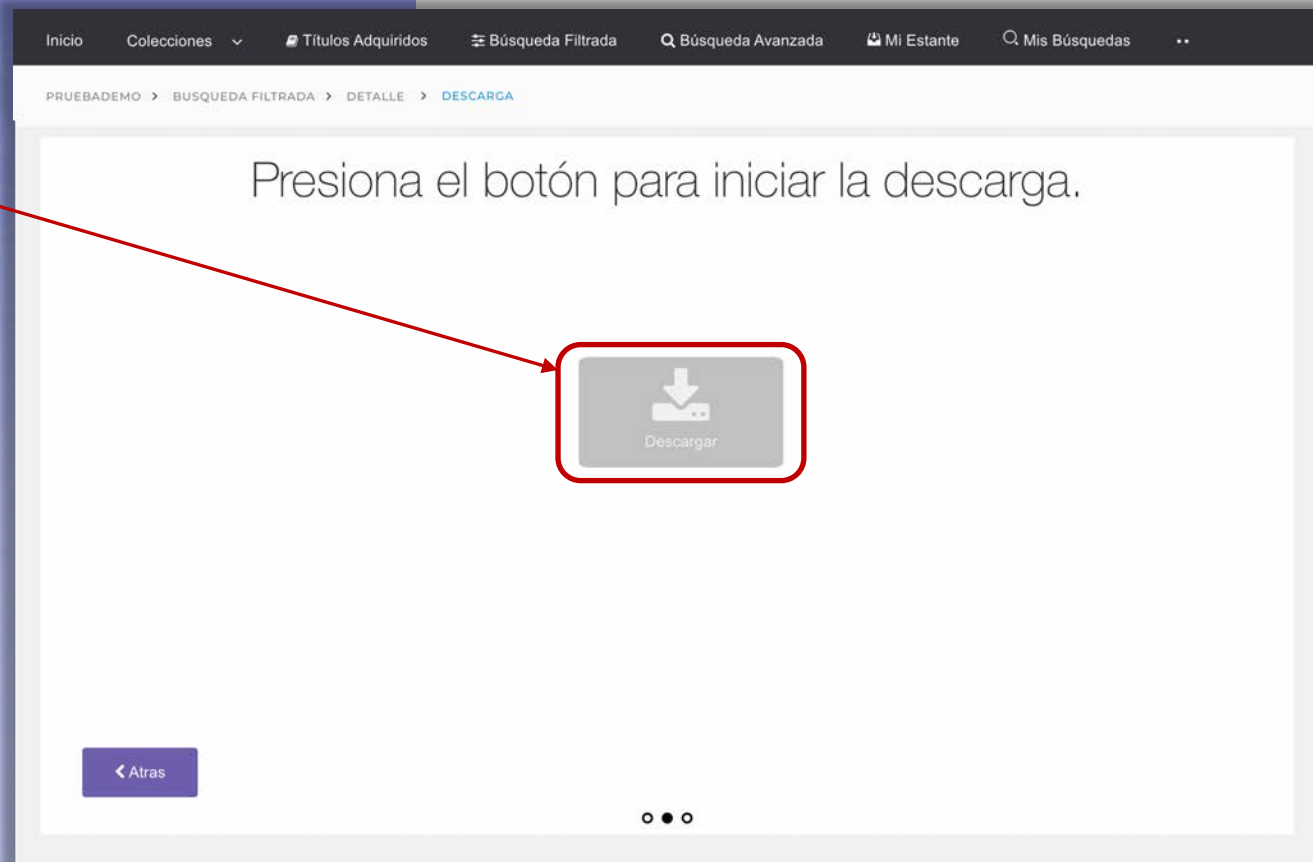 Inicio Colecciones Títulos Adquiridos Búsqueda Filtrada Búsqueda Avanzada Mi Estante Mis Búsquedas
PRUEBADEMO > BUSQUEDA FILTRADA > DETALLE > DESCARGA
Presiona el botón para iniciar la descarga.
Descargar
Atras